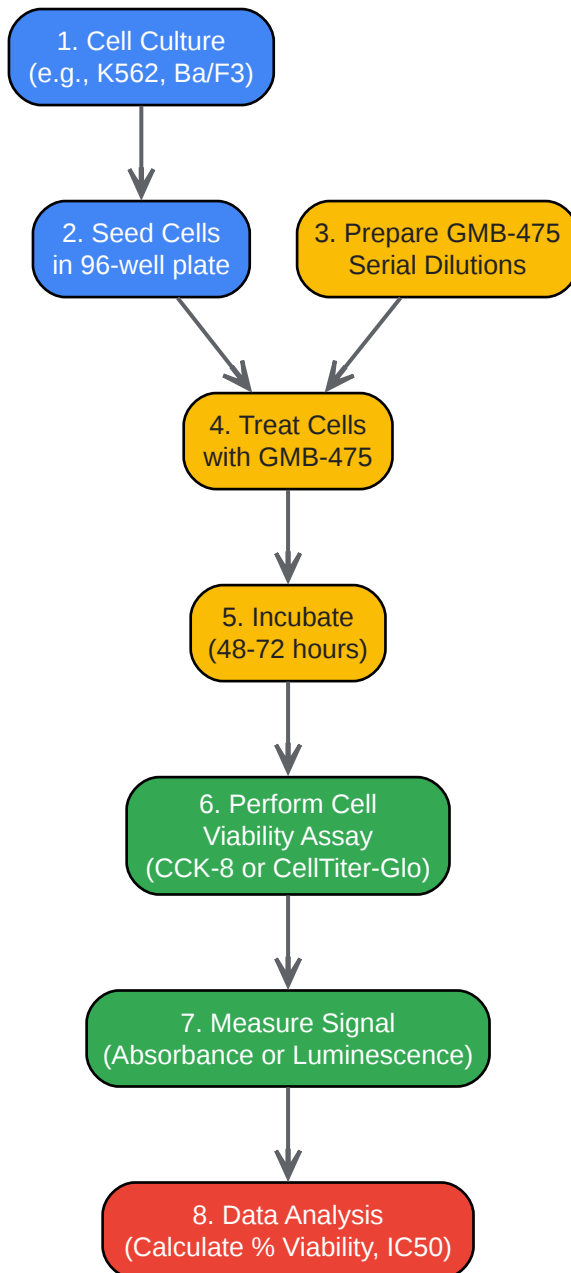 1. Cell Culture
(e.g., K562, Ba/F3)
2. Seed Cells
in 96-well plate
3. Prepare GMB-475
Serial Dilutions
4. Treat Cells
with GMB-475
5. Incubate
(48-72 hours)
6. Perform Cell
Viability Assay
(CCK-8 or CellTiter-Glo)
7. Measure Signal
(Absorbance or Luminescence)
8. Data Analysis
(Calculate % Viability, IC50)